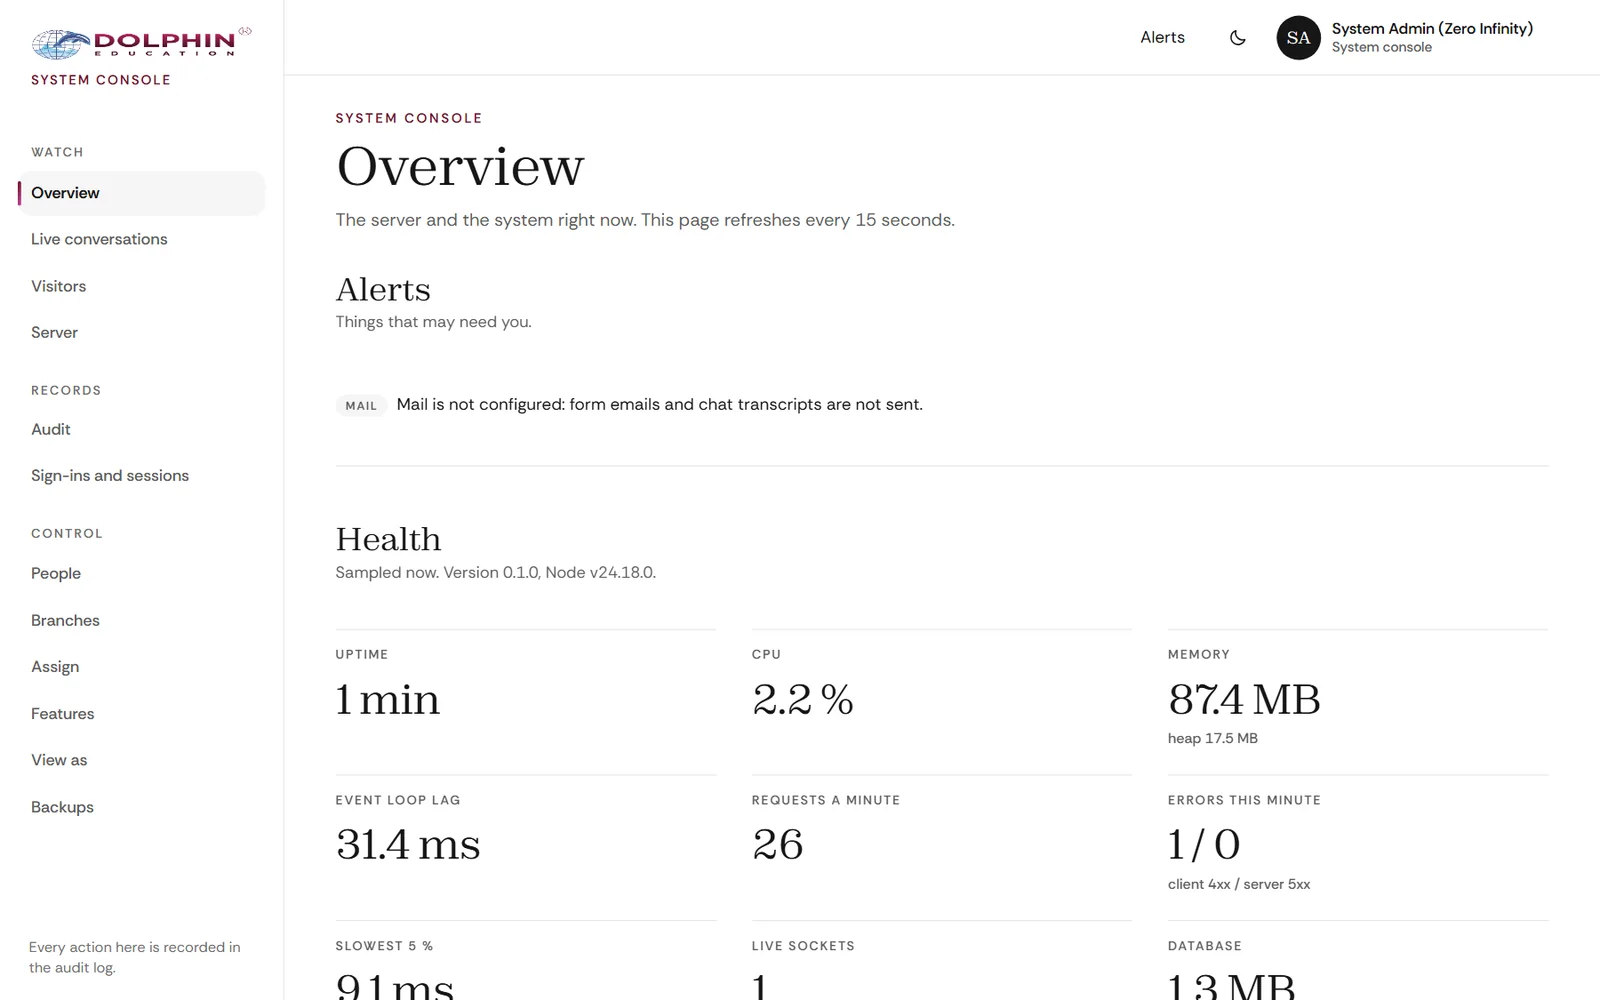 DOLPHIN
EDUCATION
SYSTEM CONSOLE
WATCH
Overview
Live conversations
Visitors
Server
RECORDS
Audit
Sign-ins and sessions
CONTROL
People
Branches
Assign
Features
View as
Backups
Every action here is recorded in
the audit log.
Alerts
SA
System Admin (Zero Infinity)
System console
SYSTEM CONSOLE
Overview
The server and the system right now. This page refreshes every 15 seconds.
Alerts
Things that may need you.
MAIL Mail is not configured: form emails and chat transcripts are not sent.
Health
Sampled now. Version 0.1.0, Node v24.18.0.
UPTIME
1 min
CPU
2.2 %
MEMORY
87.4 MB
heap 17.5 MB
EVENT LOOP LAG
31.4 ms
REQUESTS A MINUTE
26
ERRORS THIS MINUTE
1 / 0
client 4xx / server 5xx
SLOWEST 5 %
91 ms
LIVE SOCKETS
1
DATABASE